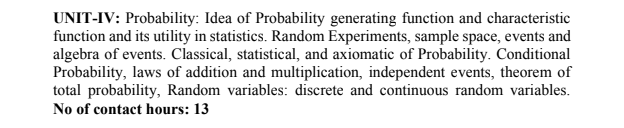 UNIT-IV: Probability: Idea of Probability generating function and characteristic
function and its utility in statistics. Random Experiments, sample space, events and
algebra of events. Classical, statistical, and axiomatic of Probability. Conditional
Probability, laws of addition and multiplication, independent events, theorem of
total probability, Random variables: discrete and continuous random variables.
No of contact hours: 13